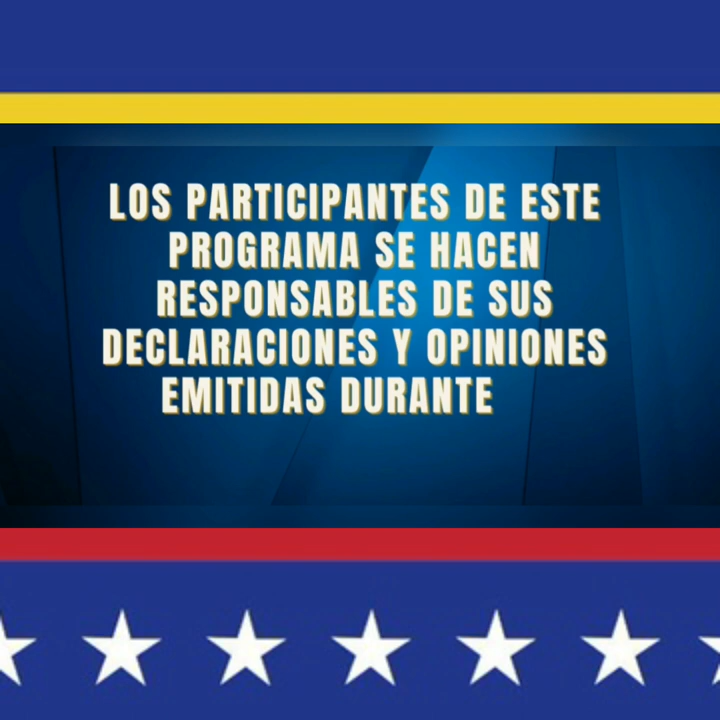 LOS PARTICIPANTES DE ESTE
PROGRAMA SE HACEN
RESPONSABLES DE SUS
DECLARACIONES Y OPINIONES
EMITIDAS DURANTE